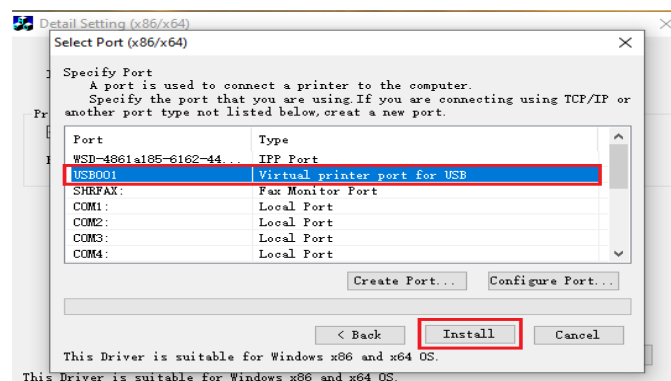 Detail Setting (x86/x64)
Select Port (x86/x64)
Specify Port
A port is used to connect a printer to the computer.
Specify the port that you are using.If you are connecting using TCP/IP or
another port type not listed below,creat a new port.
Pr
Port Type
WSD-4861a185-6162-44... IPP Port
USB001 Virtual printer port for USB
SHRFAX: Fax Monitor Port
COM1: Local Port
COM2: Local Port
COM3: Local Port
COM4: Local Port
Create Port... Configure Port...
< Back Install Cancel
This Driver is suitable for Windows x86 and x64 OS.
This Driver is suitable for Windows x86 and x64 OS.